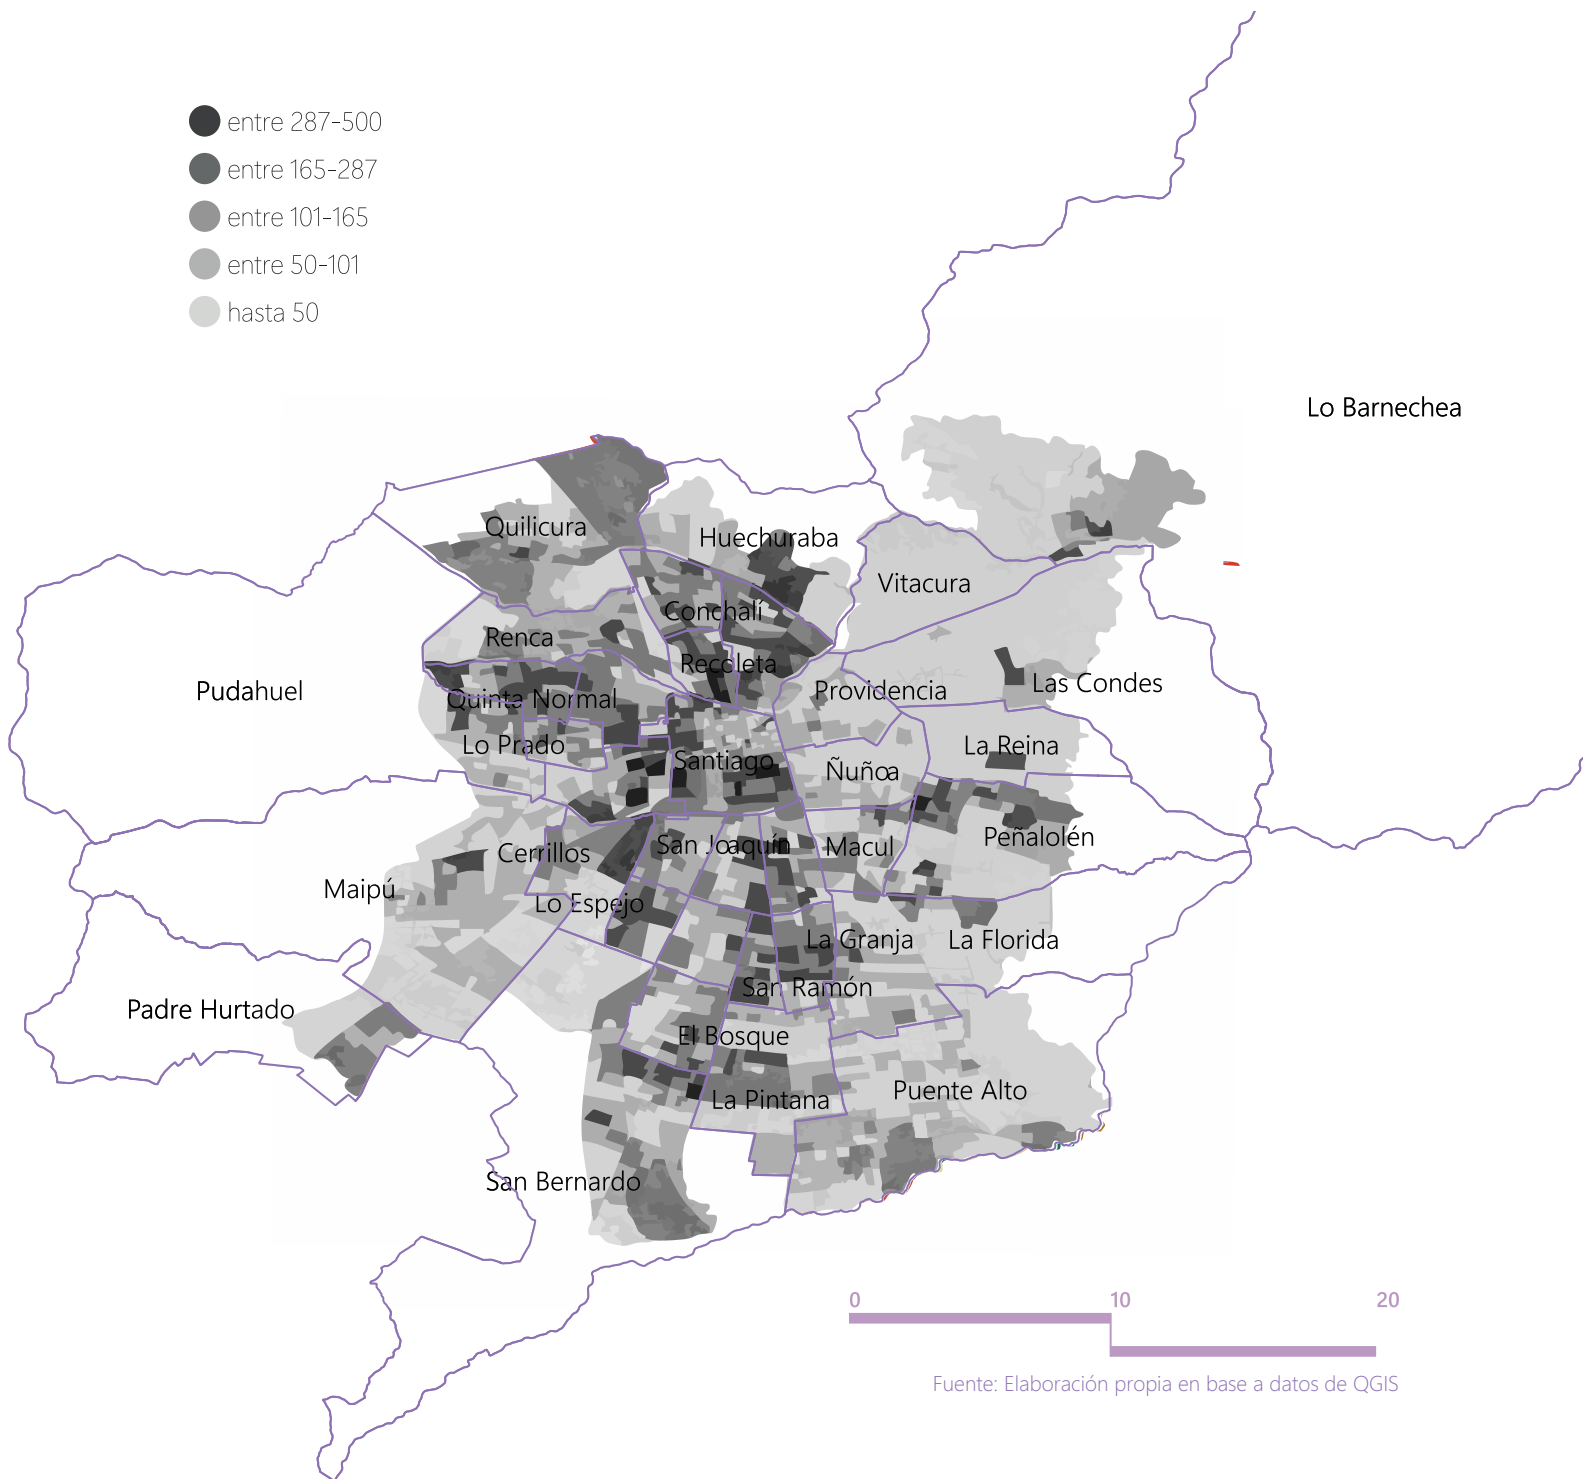 entre 287-500
entre 165-287
entre 101-165
entre 50-101
hasta 50
Lo Barnechea
Quilicura
Huechuraba
Vitacura
Conchalí
Renca
Recoleta
Pudahuel
Quinta Normal
Providencia
Las Condes
Lo Prado
Santiago
La Reina
Ñuñoa
Cerrillos
San Joaquín
Macul
Peñalolén
Maipú
Lo Espejo
La Granja
La Florida
San Ramón
Padre Hurtado
El Bosque
La Pintana
Puente Alto
San Bernardo
0 10 20
Fuente: Elaboración propia en base a datos de QGIS